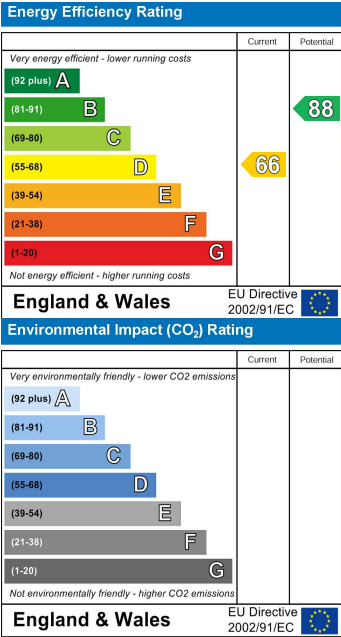 Energy Efficiency Rating
Current Potential
Very energy efficient - lower running costs
(92 plus) A
(81-91) B
88
(69-80) C
(55-68) D
66
(39-54) E
(21-38) F
(1-20) G
Not energy efficient - higher running costs
England & Wales
EU Directive
2002/91/EC
Environmental Impact (CO₂) Rating
Current Potential
Very environmentally friendly - lower CO2 emissions
(92 plus) A
(81-91) B
(69-80) C
(55-68) D
(39-54) E
(21-38) F
(1-20) G
Not environmentally friendly - higher CO2 emissions
England & Wales
EU Directive
2002/91/EC